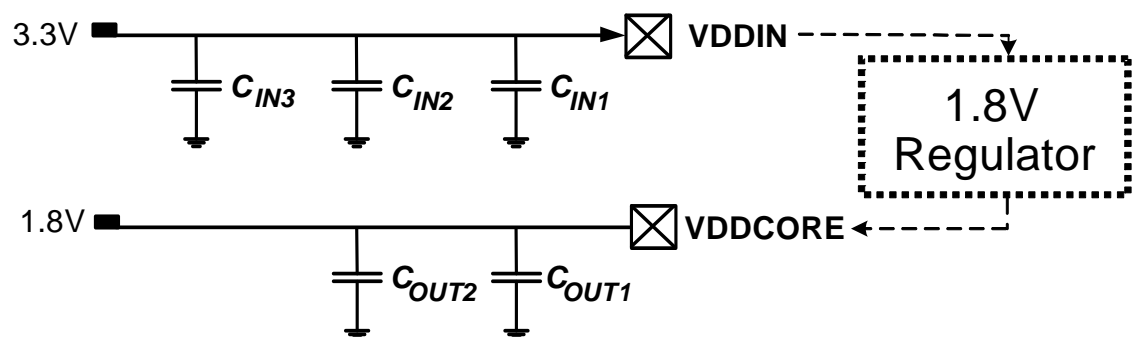 3.3V
VDDIN
C_IN3
C_IN2
C_IN1
1.8V
Regulator
1.8V
VDDCORE
C_OUT2
C_OUT1